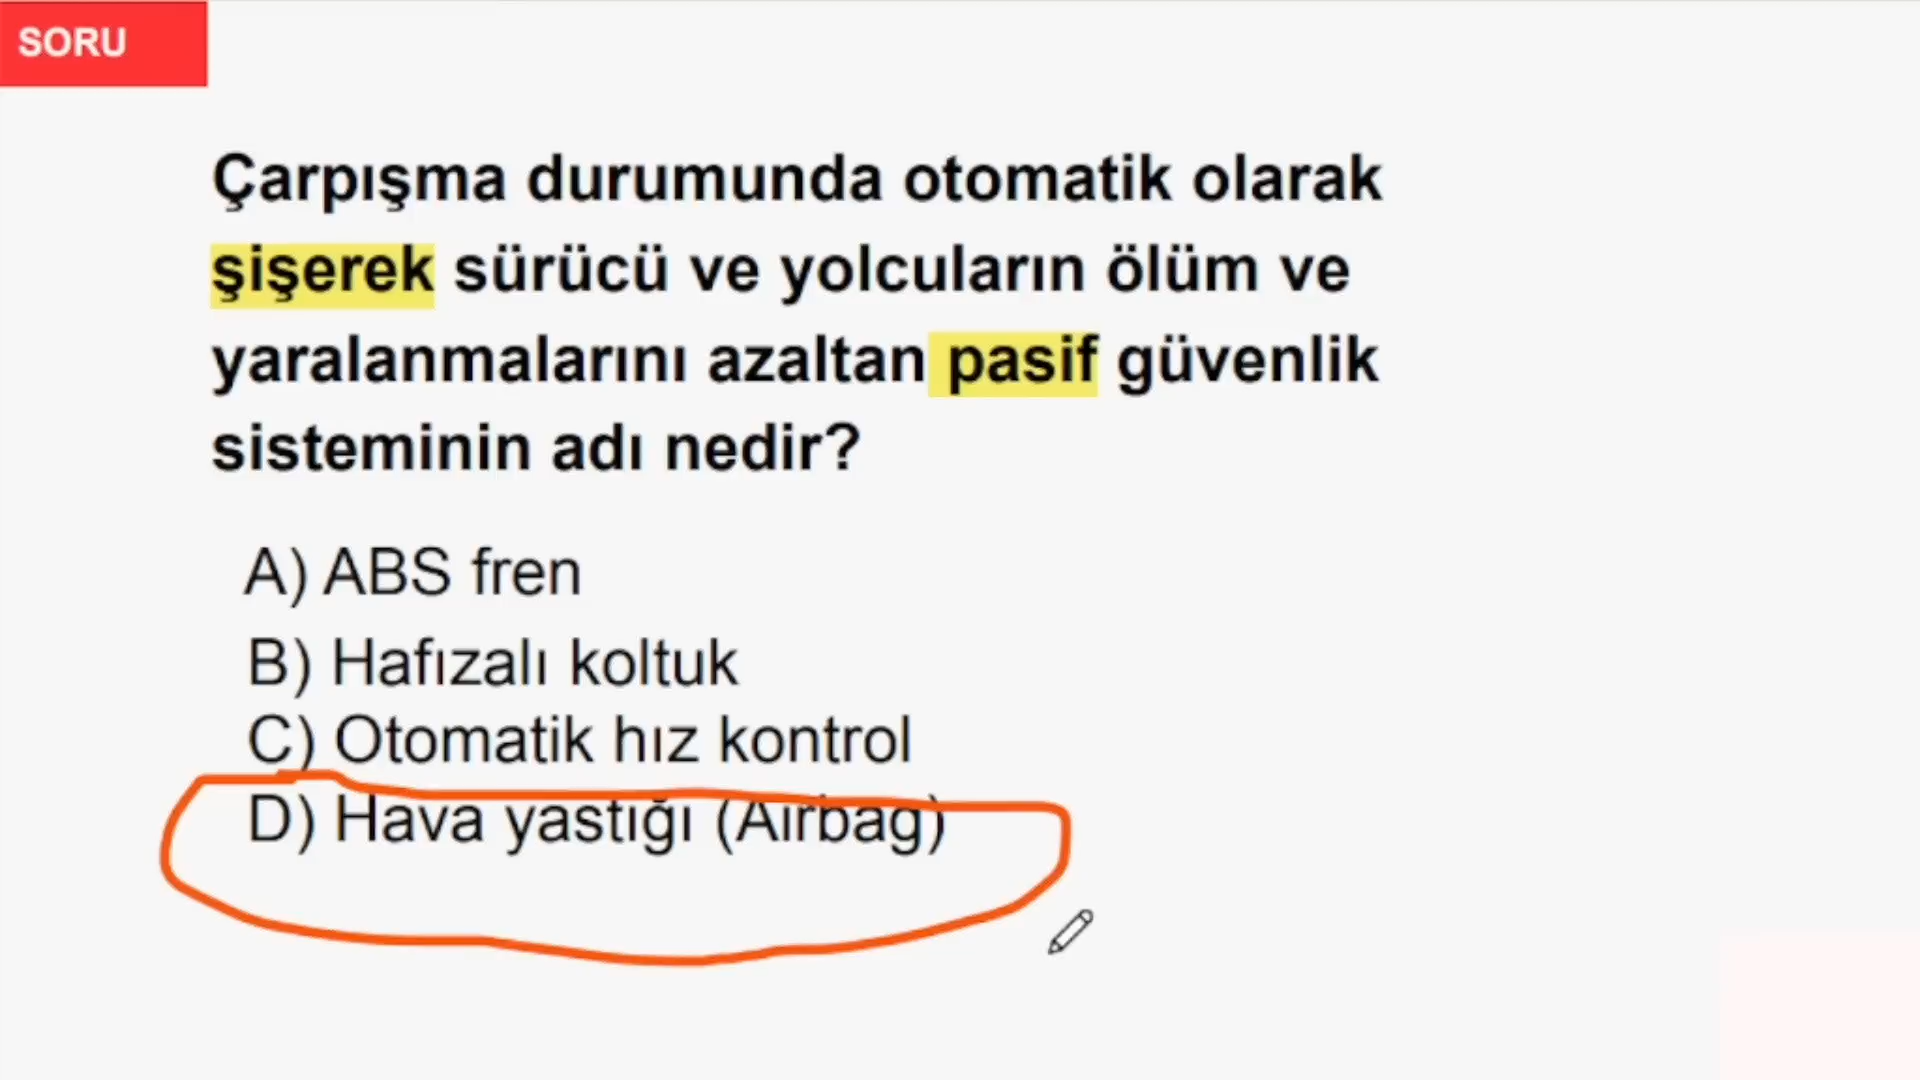 SORU
Çarpışma durumunda otomatik olarak
şişerek sürücü ve yolcuların ölüm ve
yaralanmalarını azaltan pasif güvenlik
sisteminin adı nedir?
A) ABS fren
B) Hafızalı koltuk
C) Otomatik hız kontrol
D) Hava yastığı (Airbag)